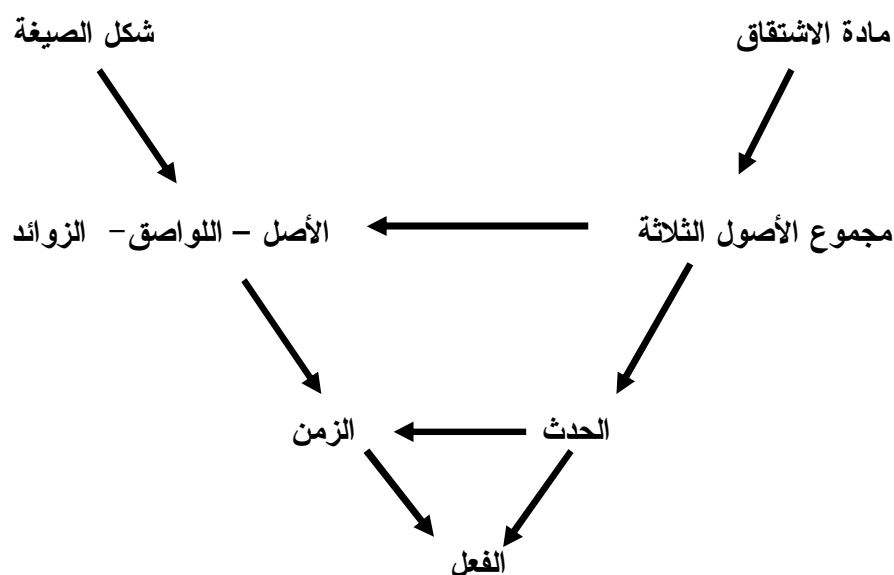 مادة الاشتقاق شكل الصيغة
مجموع الأصول الثلاثة الأصل – اللواصق- الزوائد
الحدث الزمن
الفعل